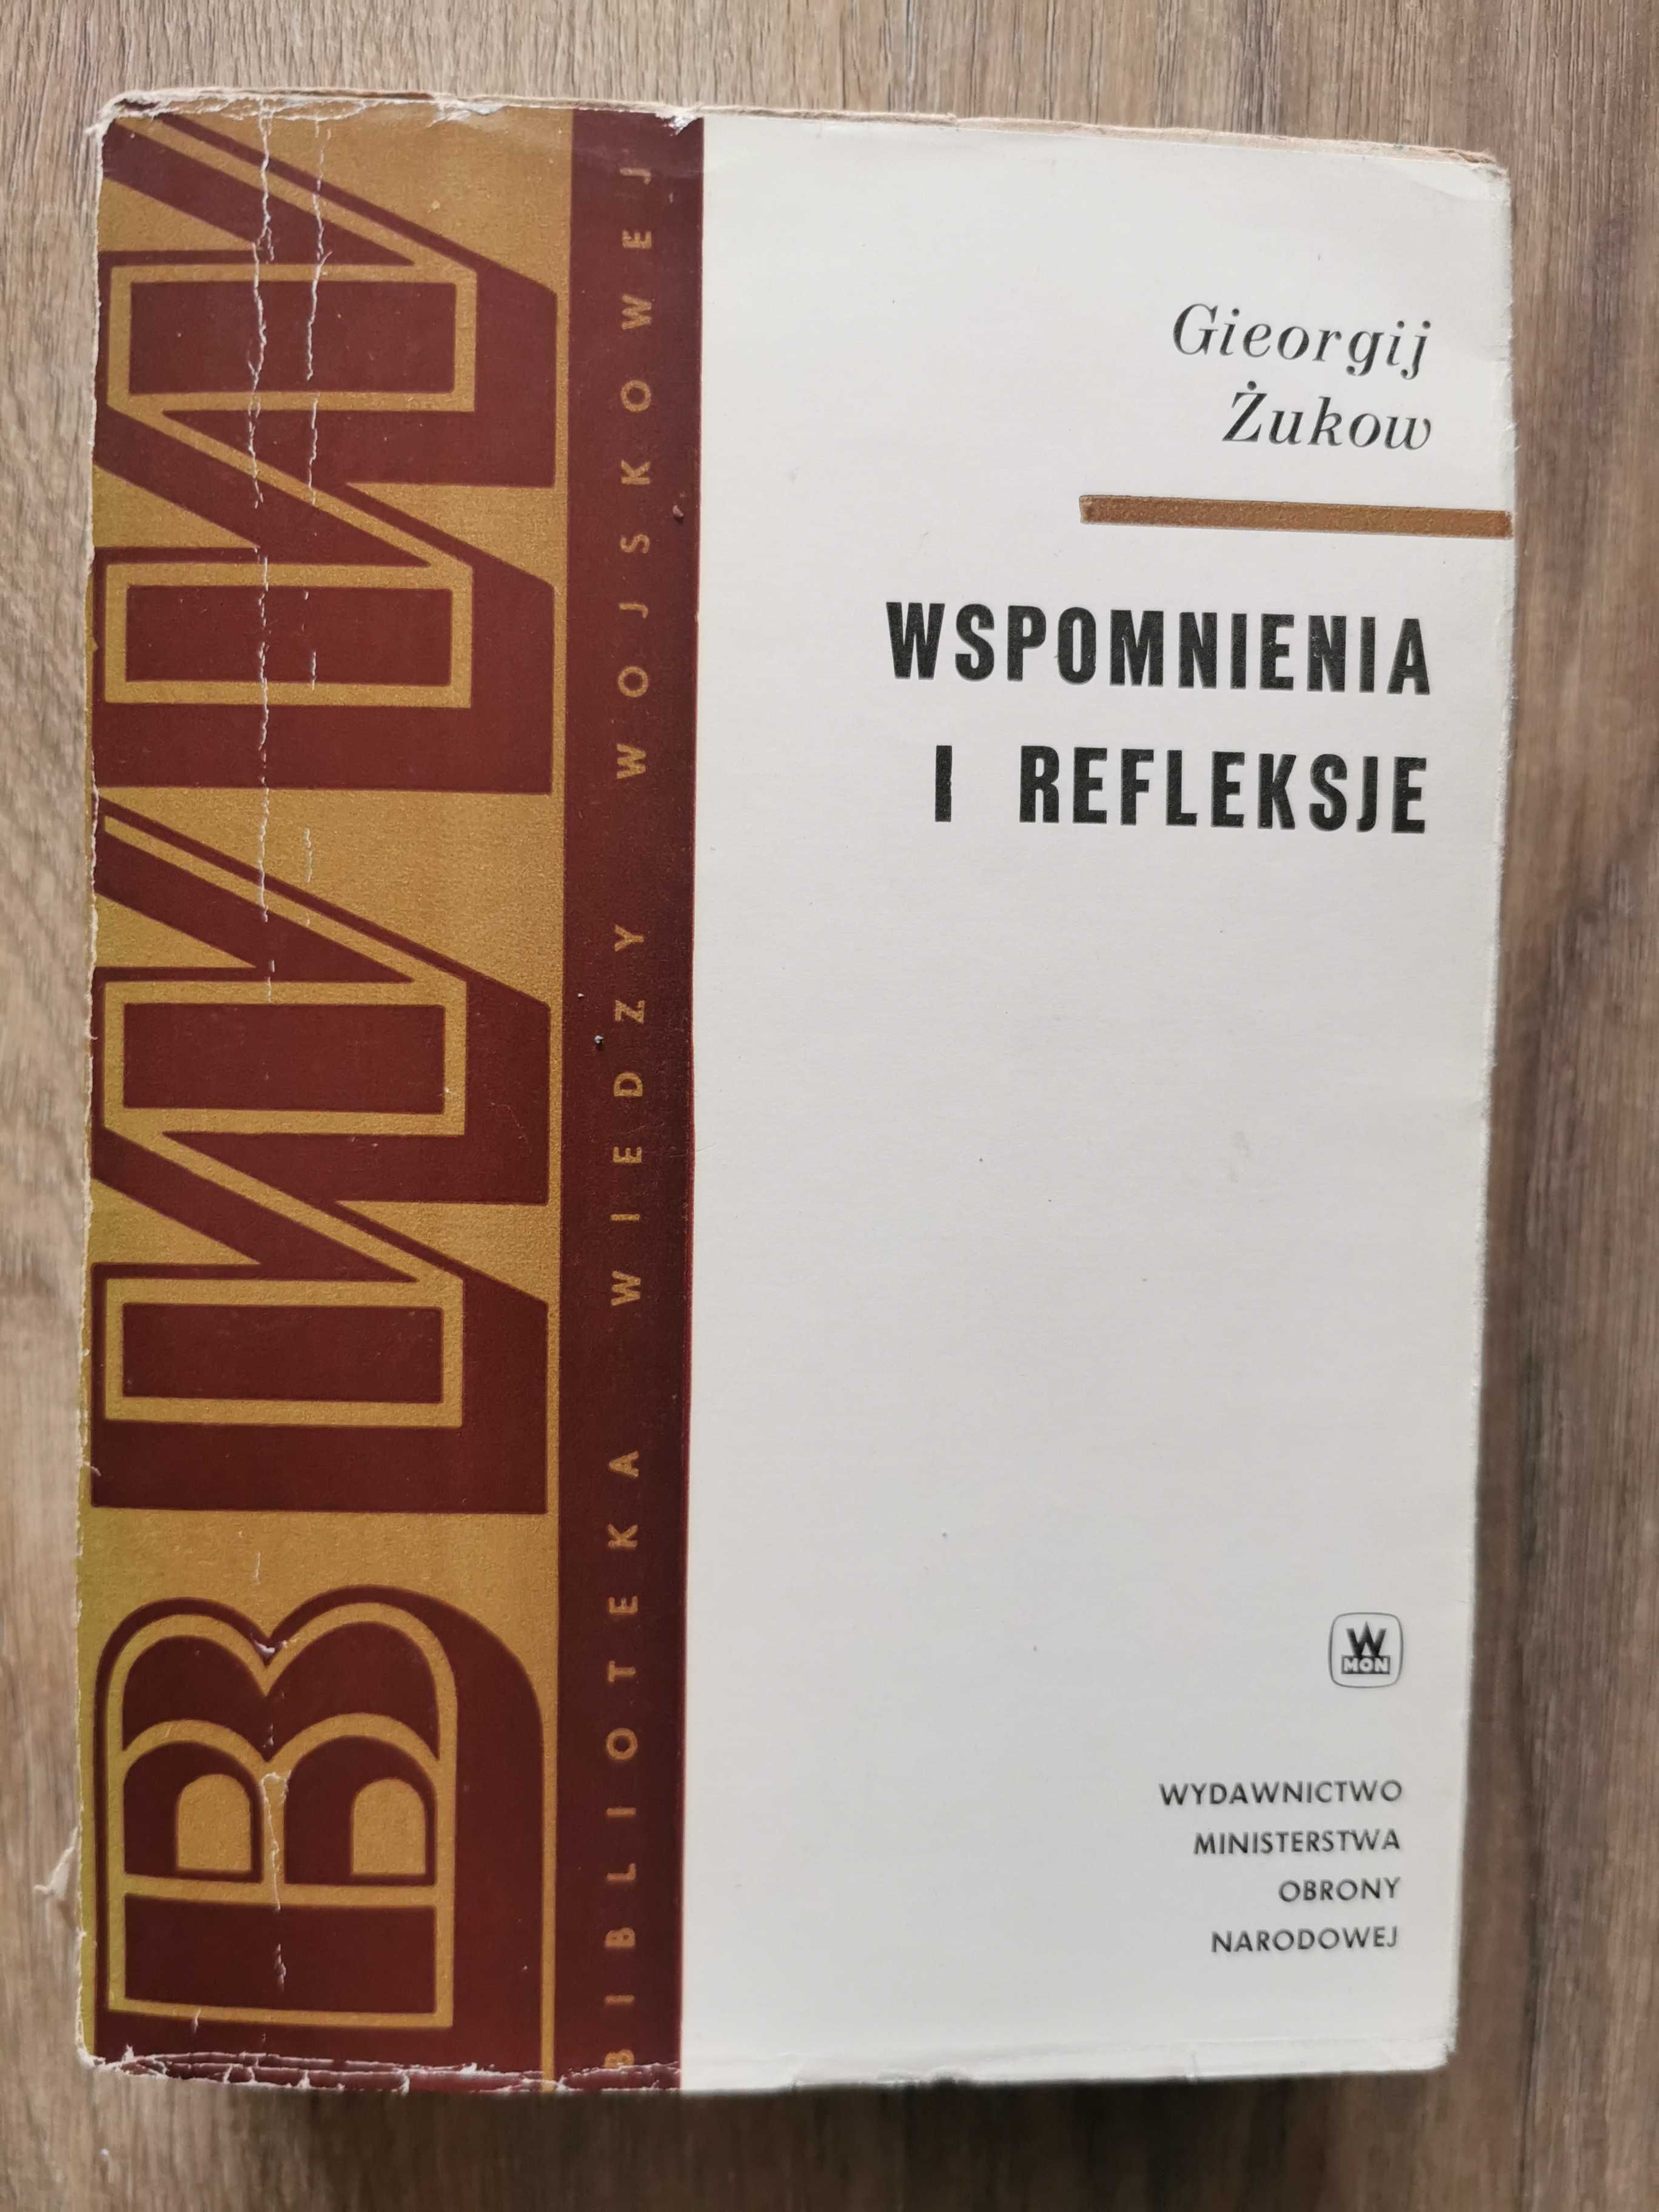 BWW
BIBLIOTEKA WIEDZY WOJSKOWEJ
Gieorgij
Żukow
WSPOMNIENIA
I REFLEKSJE
W
MON
WYDAWNICTWO
MINISTERSTWA
OBRONY
NARODOWEJ